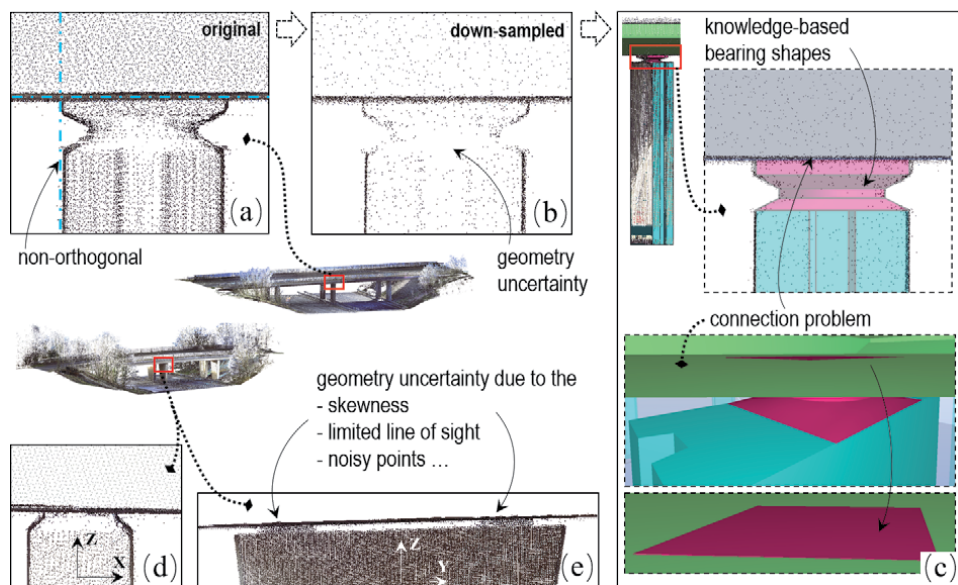 original
down-sampled
(a)
(b)
non-orthogonal
geometry
uncertainty
knowledge-based
bearing shapes
connection problem
geometry uncertainty due to the
- skewness
- limited line of sight
- noisy points ...
Z
X
(d)
Z
Y
(e)
(c)